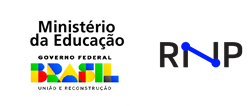 Ministério
da Educação
GOVERNO FEDERAL
BRASIL
UNIÃO E RECONSTRUÇÃO
RNP